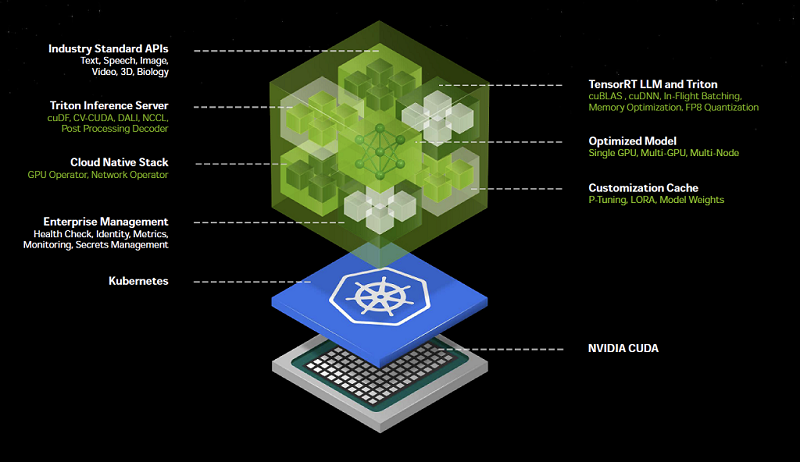 Industry Standard APIs
Text, Speech, Image,
Video, 3D, Biology
Triton Inference Server
cuDF, CV-CUDA, DALI, NCCL,
Post Processing Decoder
Cloud Native Stack
GPU Operator, Network Operator
Enterprise Management
Health Check, Identity, Metrics,
Monitoring, Secrets Management
Kubernetes
TensorRT LLM and Triton
cuBLAS , cuDNN, In-Flight Batching,
Memory Optimization, FP8 Quantization
Optimized Model
Single GPU, Multi-GPU, Multi-Node
Customization Cache
P-Tuning, LORA, Model Weights
NVIDIA CUDA